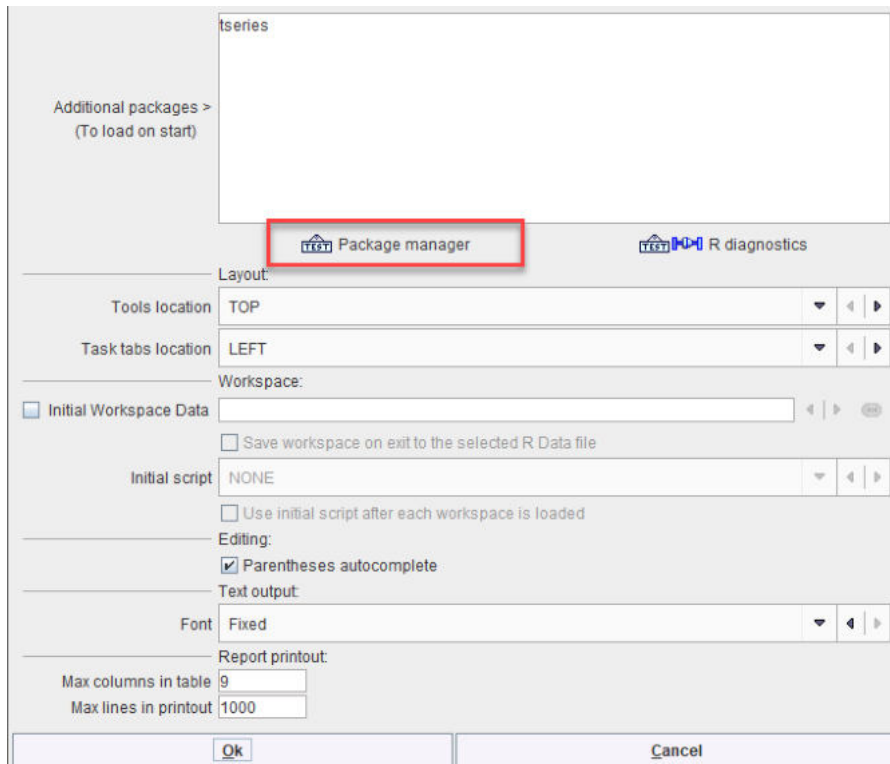 tseries
Additional packages >
(To load on start)
TEST Package manager TEST R diagnostics
Layout:
Tools location TOP
Task tabs location LEFT
Workspace:
Initial Workspace Data
Save workspace on exit to the selected R Data file
Initial script NONE
Use initial script after each workspace is loaded
Editing:
Parentheses autocomplete
Text output:
Font Fixed
Report printout:
Max columns in table 9
Max lines in printout 1000
Ok Cancel